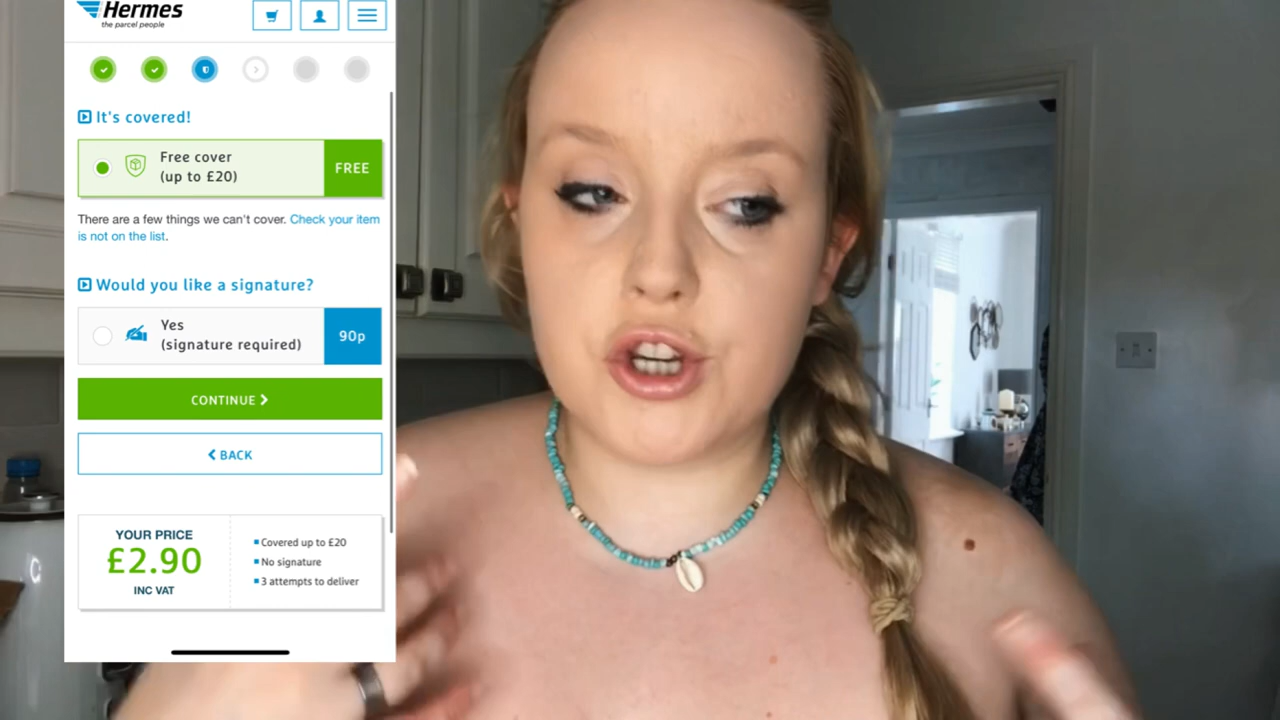 Hermes
the parcel people
It's covered!
Free cover
(up to £20)
FREE
There are a few things we can't cover. Check your item
is not on the list.
Would you like a signature?
Yes
(signature required)
90p
CONTINUE
BACK
YOUR PRICE
£2.90
INC VAT
Covered up to £20
No signature
3 attempts to deliver